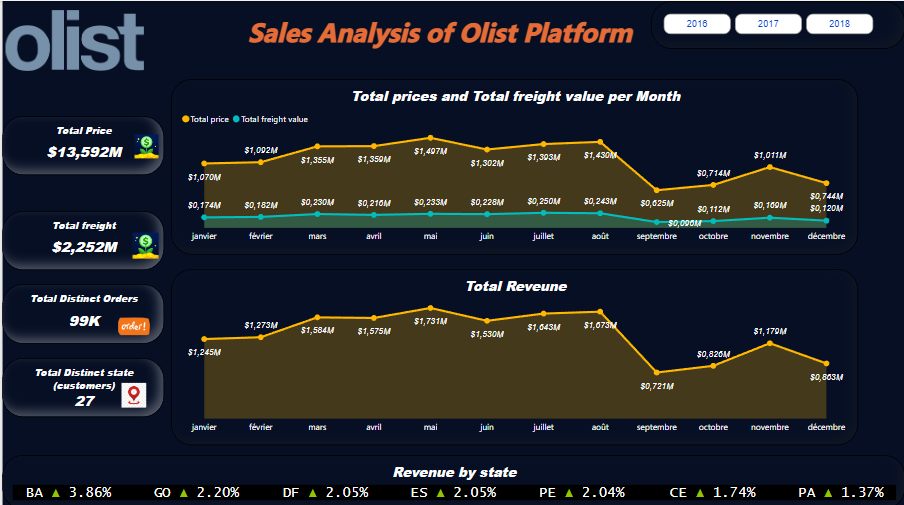 olist
Sales Analysis of Olist Platform
2016 2017 2018
Total Price
$13,592M
Total freight
$2,252M
Total Distinct Orders
99K
order!
Total Distinct state
(customers)
27
Total prices and Total freight value per Month
Total price Total freight value
$1,070M $1,092M $1,355M $1,359M $1,497M $1,302M $1,393M $1,430M $0,625M $0,714M $1,011M $0,744M
$0,174M $0,182M $0,230M $0,216M $0,233M $0,228M $0,250M $0,243M $0,096M $0,112M $0,169M $0,120M
janvier février mars avril mai juin juillet août septembre octobre novembre décembre
Total Reveune
$1,245M $1,273M $1,584M $1,575M $1,731M $1,530M $1,643M $1,673M $0,721M $0,826M $1,179M $0,863M
janvier février mars avril mai juin juillet août septembre octobre novembre décembre
Revenue by state
BA ▲ 3.86% GO ▲ 2.20% DF ▲ 2.05% ES ▲ 2.05% PE ▲ 2.04% CE ▲ 1.74% PA ▲ 1.37%